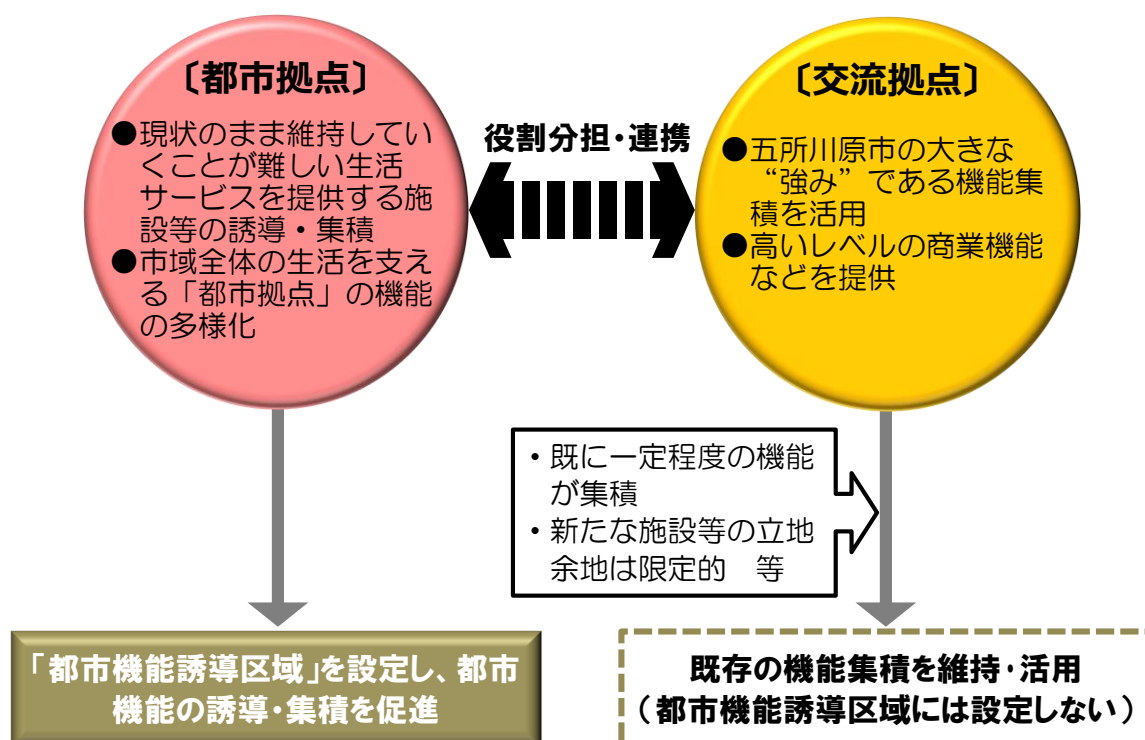 〔都市拠点〕
●現状のまま維持してい
くことが難しい生活
サービスを提供する施
設等の誘導・集積
●市域全体の生活を支え
る「都市拠点」の機能
の多様化
役割分担・連携
〔交流拠点〕
●五所川原市の大きな
“強み”である機能集
積を活用
●高いレベルの商業機能
などを提供
・既に一定程度の機能
が集積
・新たな施設等の立地
余地は限定的　等
「都市機能誘導区域」を設定し、都市
機能の誘導・集積を促進
既存の機能集積を維持・活用
（都市機能誘導区域には設定しない）